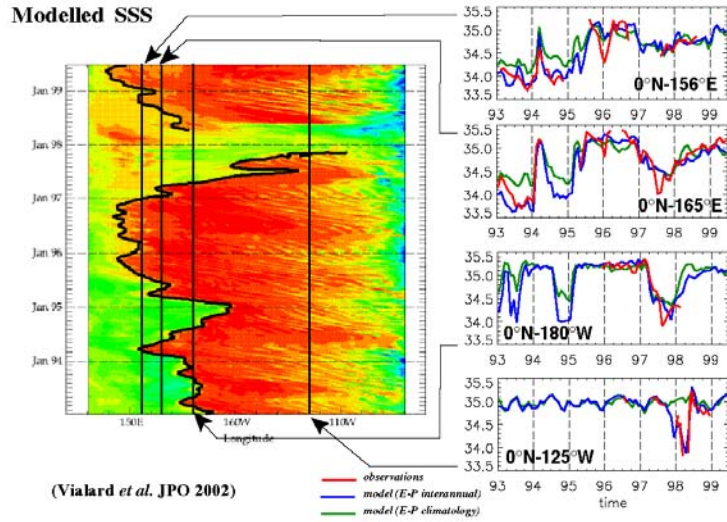 Modelled SSS
Jan 99
Jan 98
Jan 97
Jan 96
Jan 95
Jan 94
150E 160W 110W
Longitude
35.5
35.0
34.5
34.0
33.5
0°N-156°E
93 94 95 96 97 98 99
35.5
35.0
34.5
34.0
33.5
0°N-165°E
93 94 95 96 97 98 99
35.5
35.0
34.5
34.0
33.5
0°N-180°W
93 94 95 96 97 98 99
35.5
35.0
34.5
34.0
33.5
0°N-125°W
93 94 95 96 97 98 99
time
observations
model (E-P interannual)
model (E-P climatology)
(Vialard et al. JPO 2002)